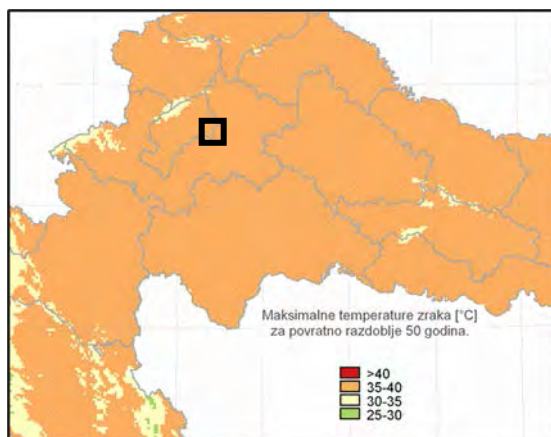 Maksimalne temperature zraka [°C]
za povratno razdoblje 50 godina.
>40
35-40
30-35
25-30